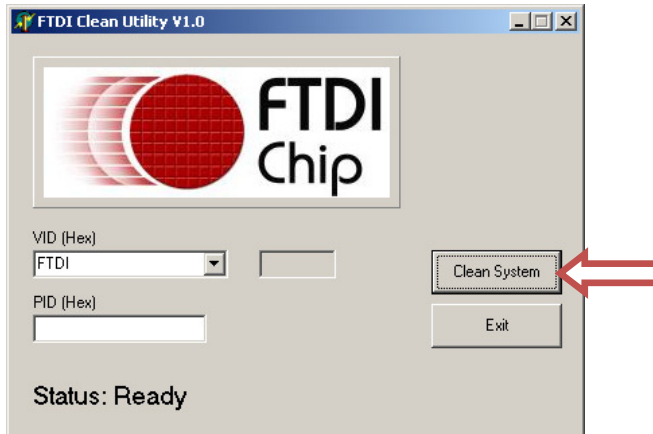 FTDI Clean Utility V1.0
FTDI
Chip
VID (Hex)
FTDI
Clean System
PID (Hex)
Exit
Status: Ready